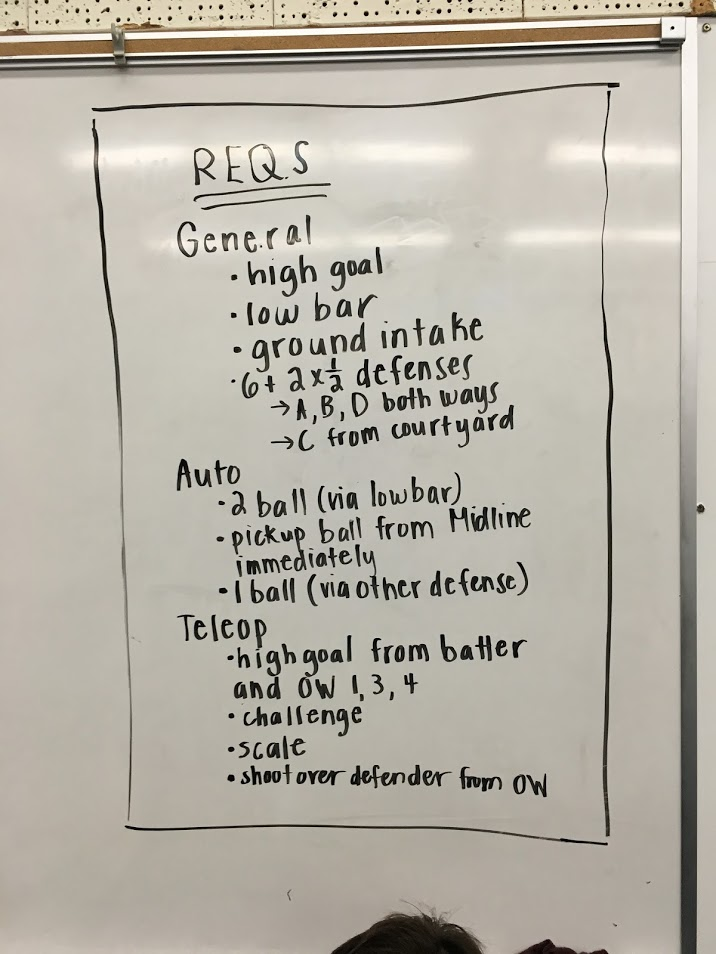 REQS
General
• high goal
• low bar
• ground intake
• 6 + 2 x 1/2 defenses
→ A, B, D both ways
→ C from courtyard
Auto
• 2 ball (via lowbar)
• pickup ball from Midline
immediately
• 1 ball (via other defense)
Teleop
• high goal from batter
and OW 1, 3, 4
• challenge
• scale
• shoot over defender from OW